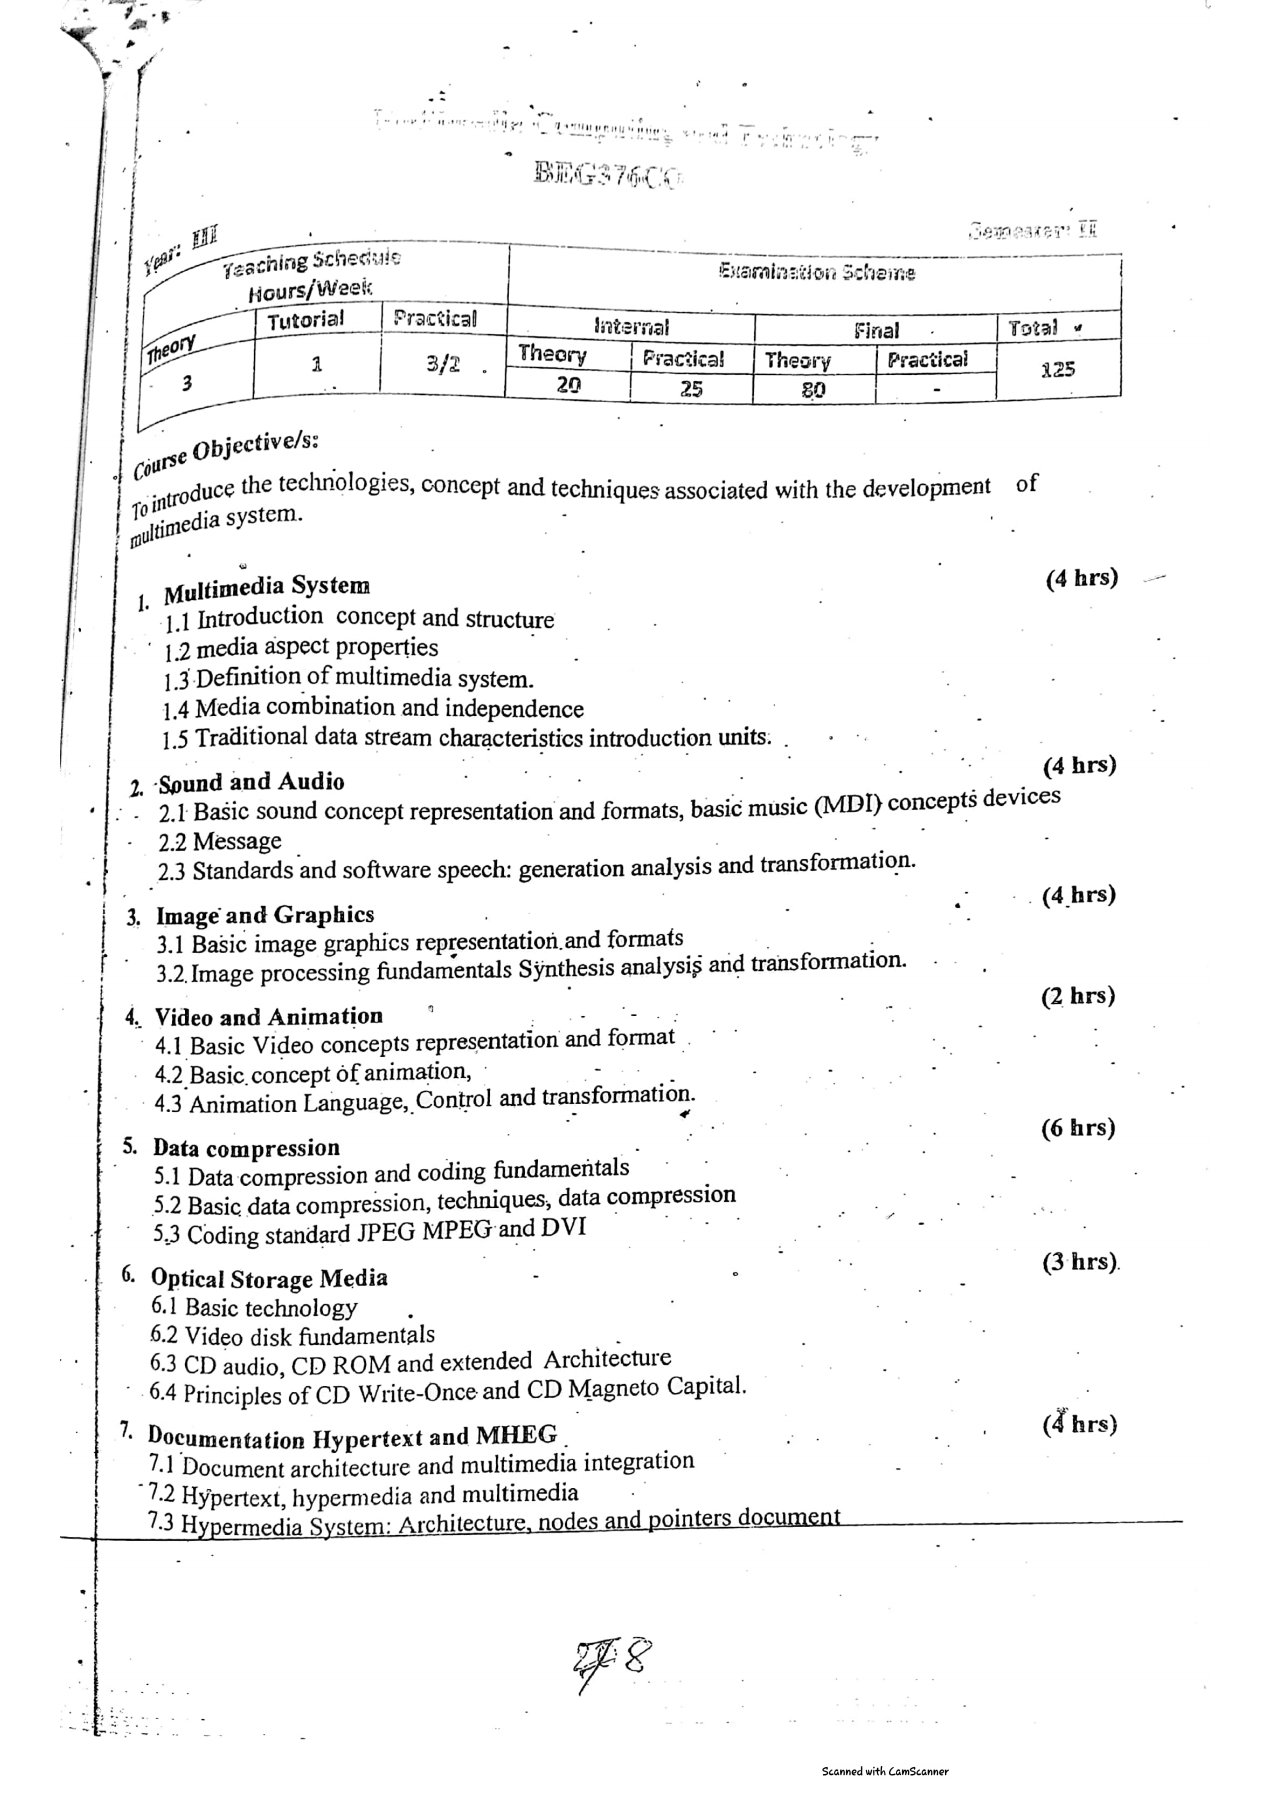 Multimedia Computing and Technology
BEG376CO
Year: III
Semester: II
Teaching Schedule
Hours/Week
Examination Scheme
Theory
Tutorial
Practical
Internal
Final
Total
3
1
3/2
Theory
Practical
Theory
Practical
125
20
25
80
-
Course Objective/s:
To introduce the technologies, concept and techniques associated with the development of
multimedia system.
1. Multimedia System (4 hrs)
1.1 Introduction concept and structure
1.2 media aspect properties
1.3 Definition of multimedia system.
1.4 Media combination and independence
1.5 Traditional data stream characteristics introduction units.
2. Sound and Audio (4 hrs)
2.1 Basic sound concept representation and formats, basic music (MDI) concepts devices
2.2 Message
2.3 Standards and software speech: generation analysis and transformation.
3. Image and Graphics (4 hrs)
3.1 Basic image graphics representation and formats
3.2 Image processing fundamentals Synthesis analysis and transformation.
4. Video and Animation (2 hrs)
4.1 Basic Video concepts representation and format
4.2 Basic concept of animation,
4.3 Animation Language, Control and transformation.
5. Data compression (6 hrs)
5.1 Data compression and coding fundamentals
5.2 Basic data compression, techniques, data compression
5.3 Coding standard JPEG MPEG and DVI
6. Optical Storage Media (3 hrs)
6.1 Basic technology
6.2 Video disk fundamentals
6.3 CD audio, CD ROM and extended Architecture
6.4 Principles of CD Write-Once and CD Magneto Capital.
7. Documentation Hypertext and MHEG (4 hrs)
7.1 Document architecture and multimedia integration
7.2 Hypertext, hypermedia and multimedia
7.3 Hypermedia System: Architecture, nodes and pointers document
8
Scanned with CamScanner